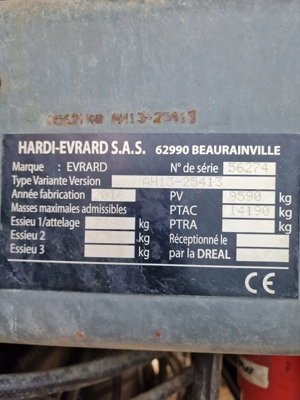 AH13-25413
HARDI-EVRARD S.A.S. 62990 BEAURAINVILLE
Marque : EVRARD N° de série 56274
Type Variante Version AH13-25413
Année fabrication PV 9590 kg
Masses maximales admissibles PTAC 14190 kg
Essieu 1/attelage kg PTRA kg
Essieu 2 kg Réceptionné le
Essieu 3 kg par la DREAL
CE